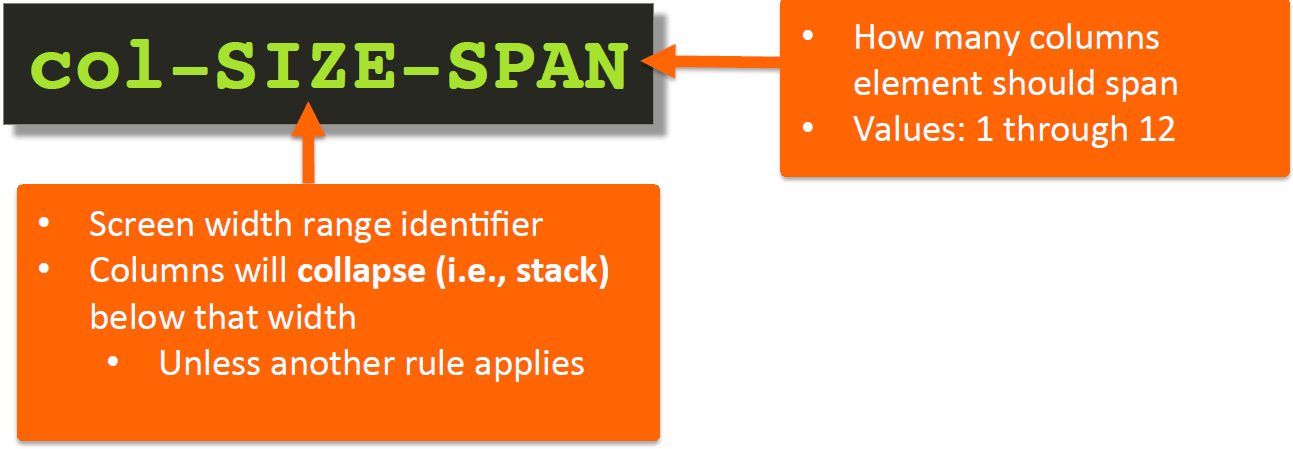 col-SIZE-SPAN
• How many columns
element should span
• Values: 1 through 12
• Screen width range identifier
• Columns will collapse (i.e., stack)
below that width
• Unless another rule applies